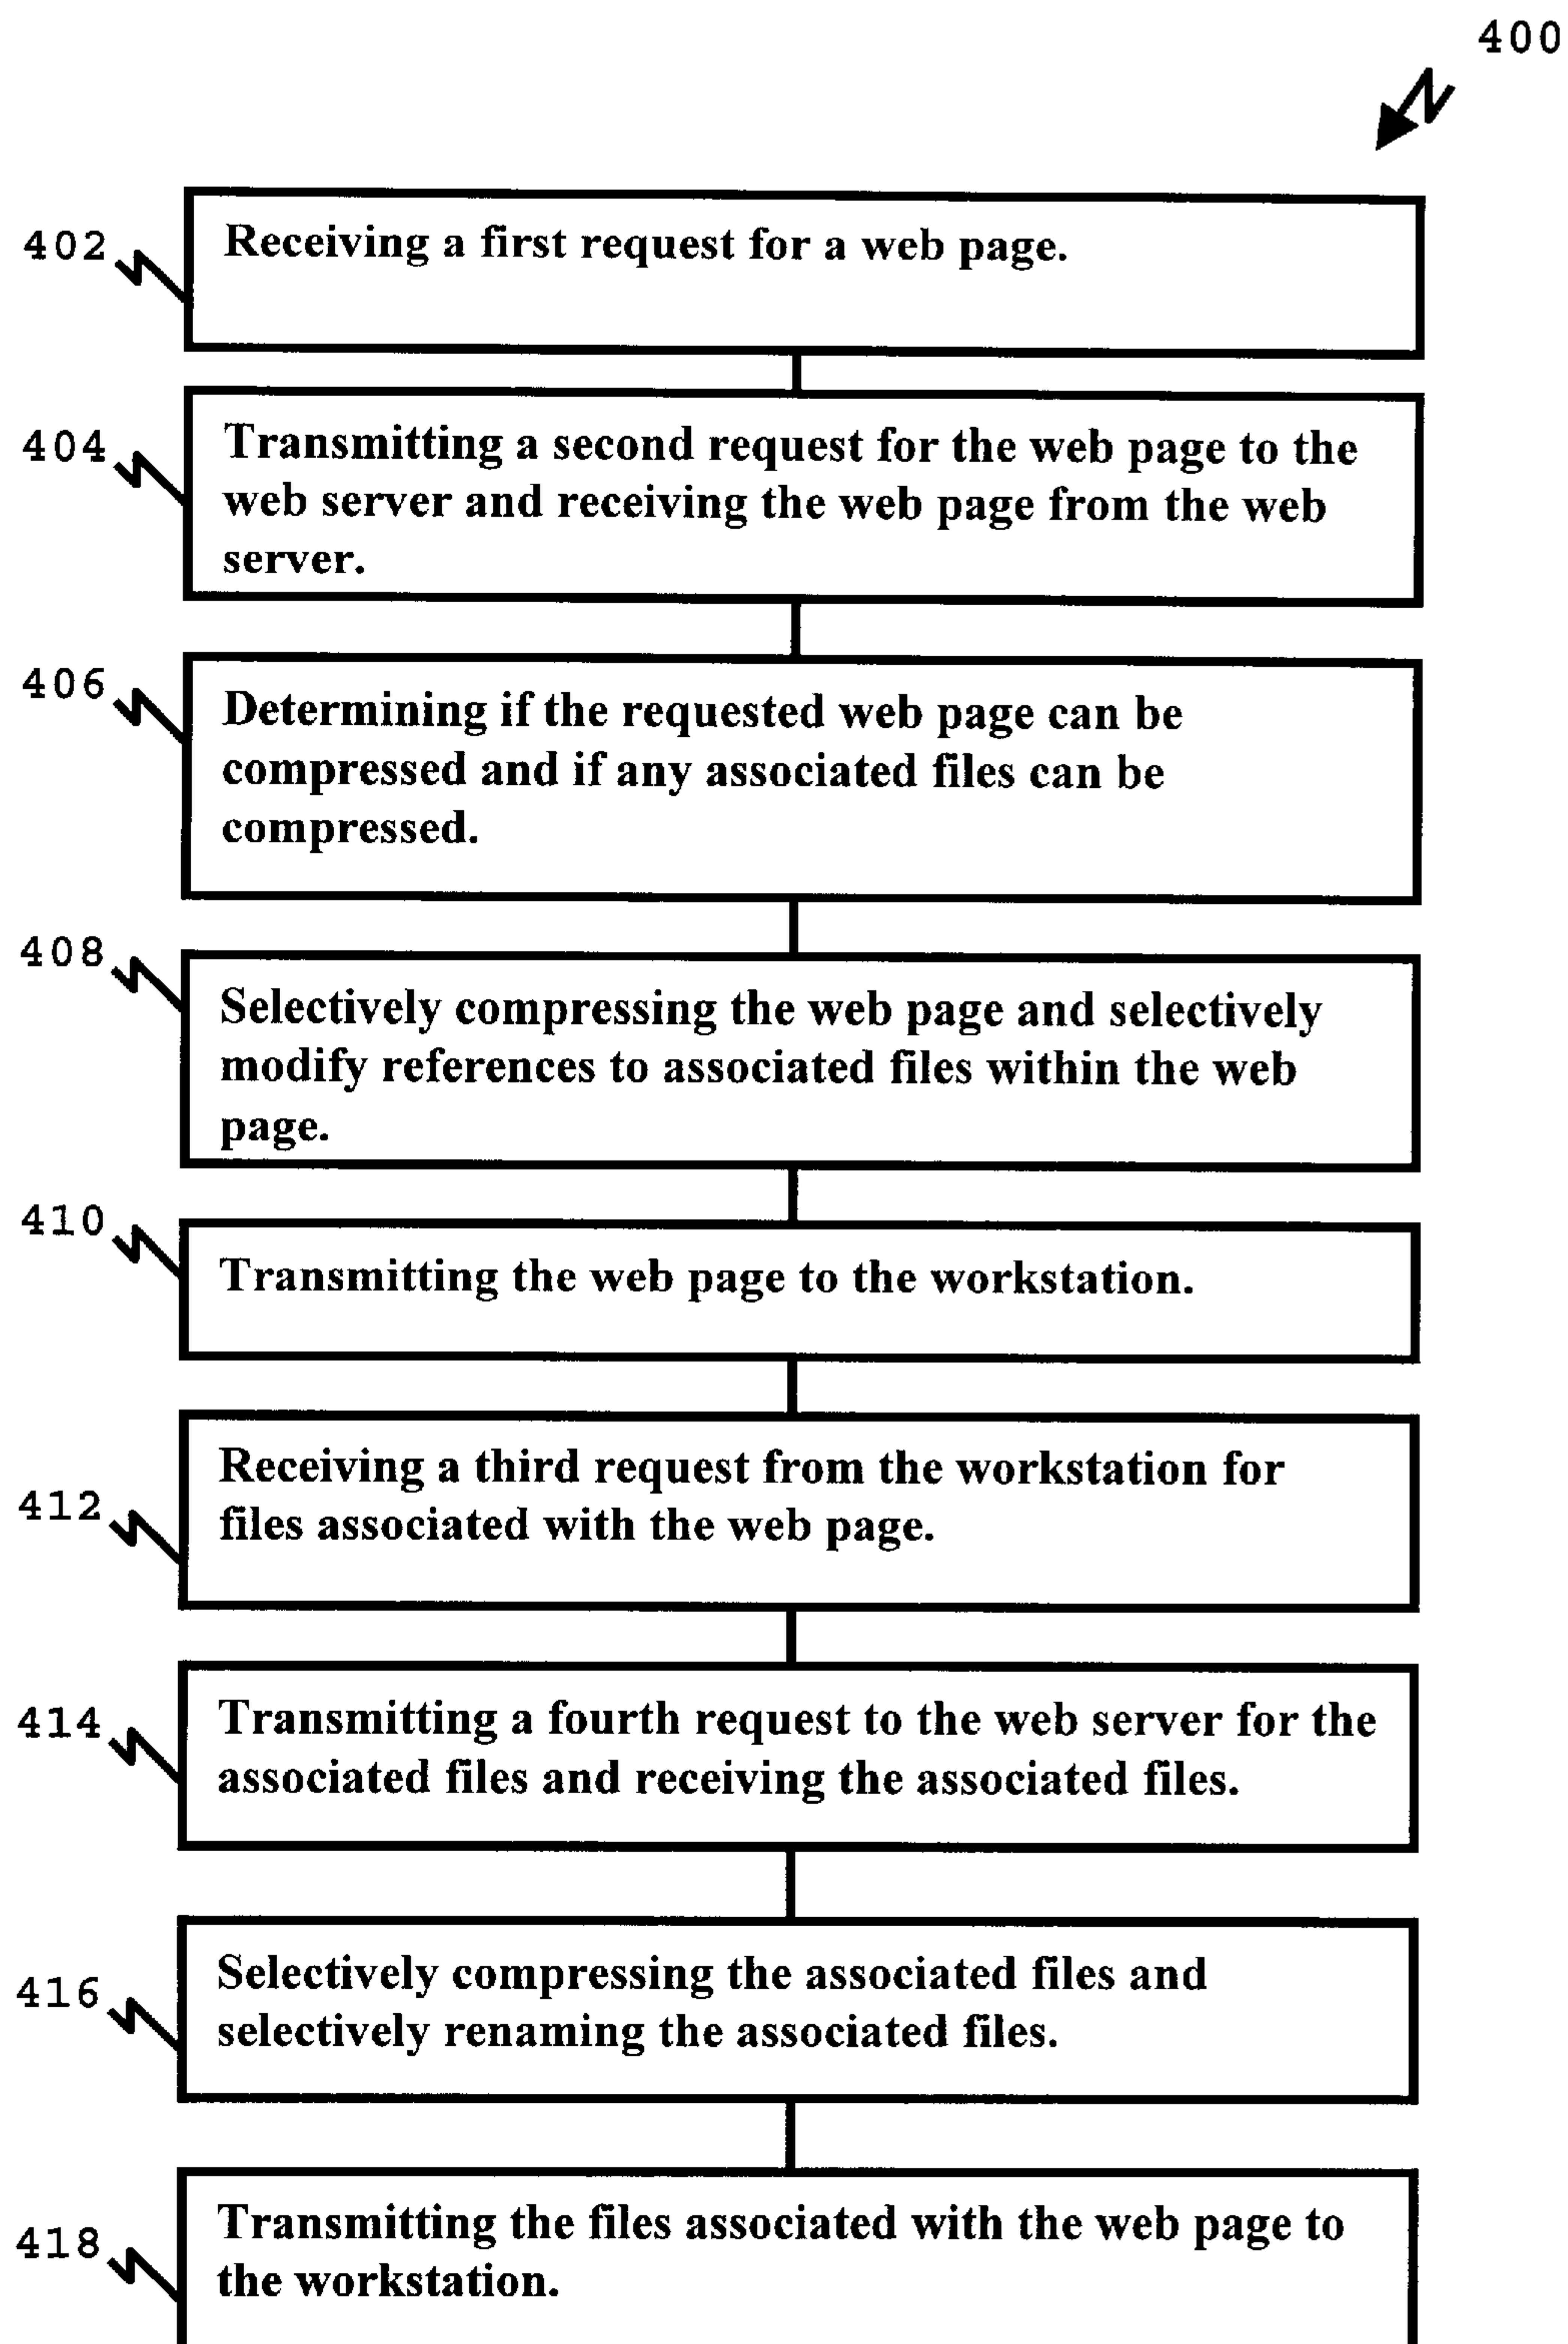 400
402
Receiving a first request for a web page.
404
Transmitting a second request for the web page to the
web server and receiving the web page from the web
server.
406
Determining if the requested web page can be
compressed and if any associated files can be
compressed.
408
Selectively compressing the web page and selectively
modify references to associated files within the web
page.
410
Transmitting the web page to the workstation.
412
Receiving a third request from the workstation for
files associated with the web page.
414
Transmitting a fourth request to the web server for the
associated files and receiving the associated files.
416
Selectively compressing the associated files and
selectively renaming the associated files.
418
Transmitting the files associated with the web page to
the workstation.